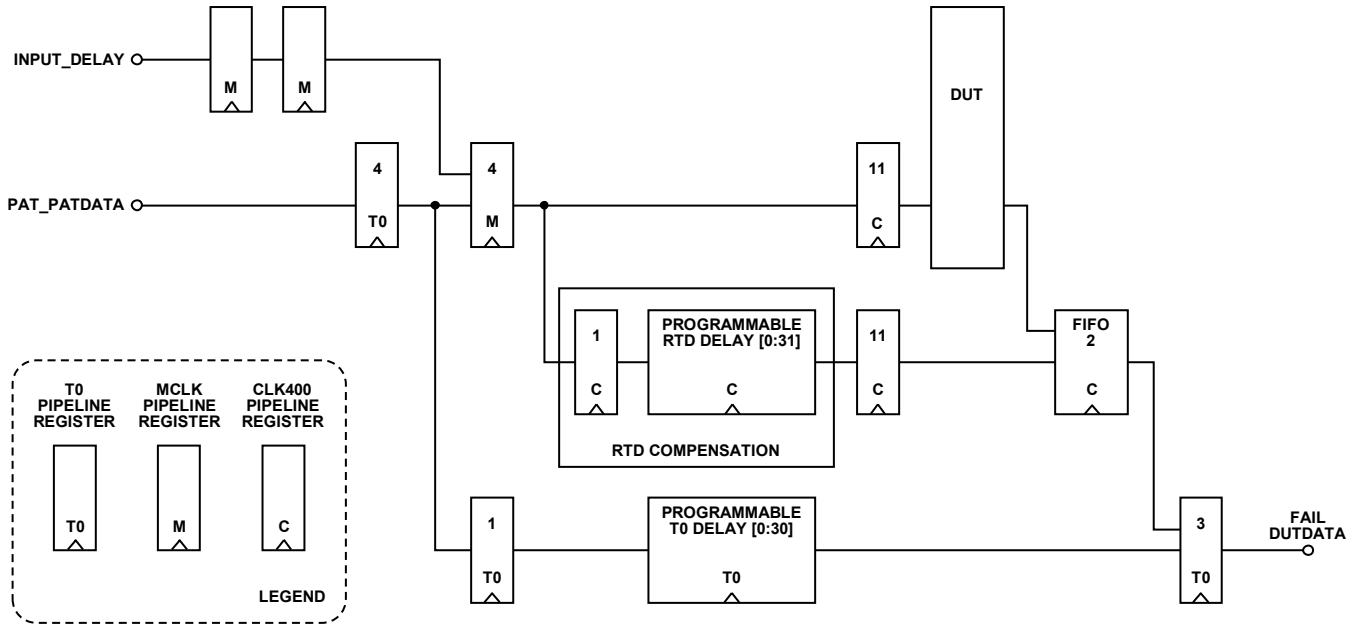 INPUT_DELAY
M
M
DUT
PAT_PATDATA
4
T0
4
M
11
C
1
C
PROGRAMMABLE
RTD DELAY [0:31]
C
RTD COMPENSATION
11
C
FIFO
2
C
1
T0
PROGRAMMABLE
T0 DELAY [0:30]
T0
3
T0
FAIL
DUTDATA
T0
PIPELINE
REGISTER
T0
MCLK
PIPELINE
REGISTER
M
CLK400
PIPELINE
REGISTER
C
LEGEND